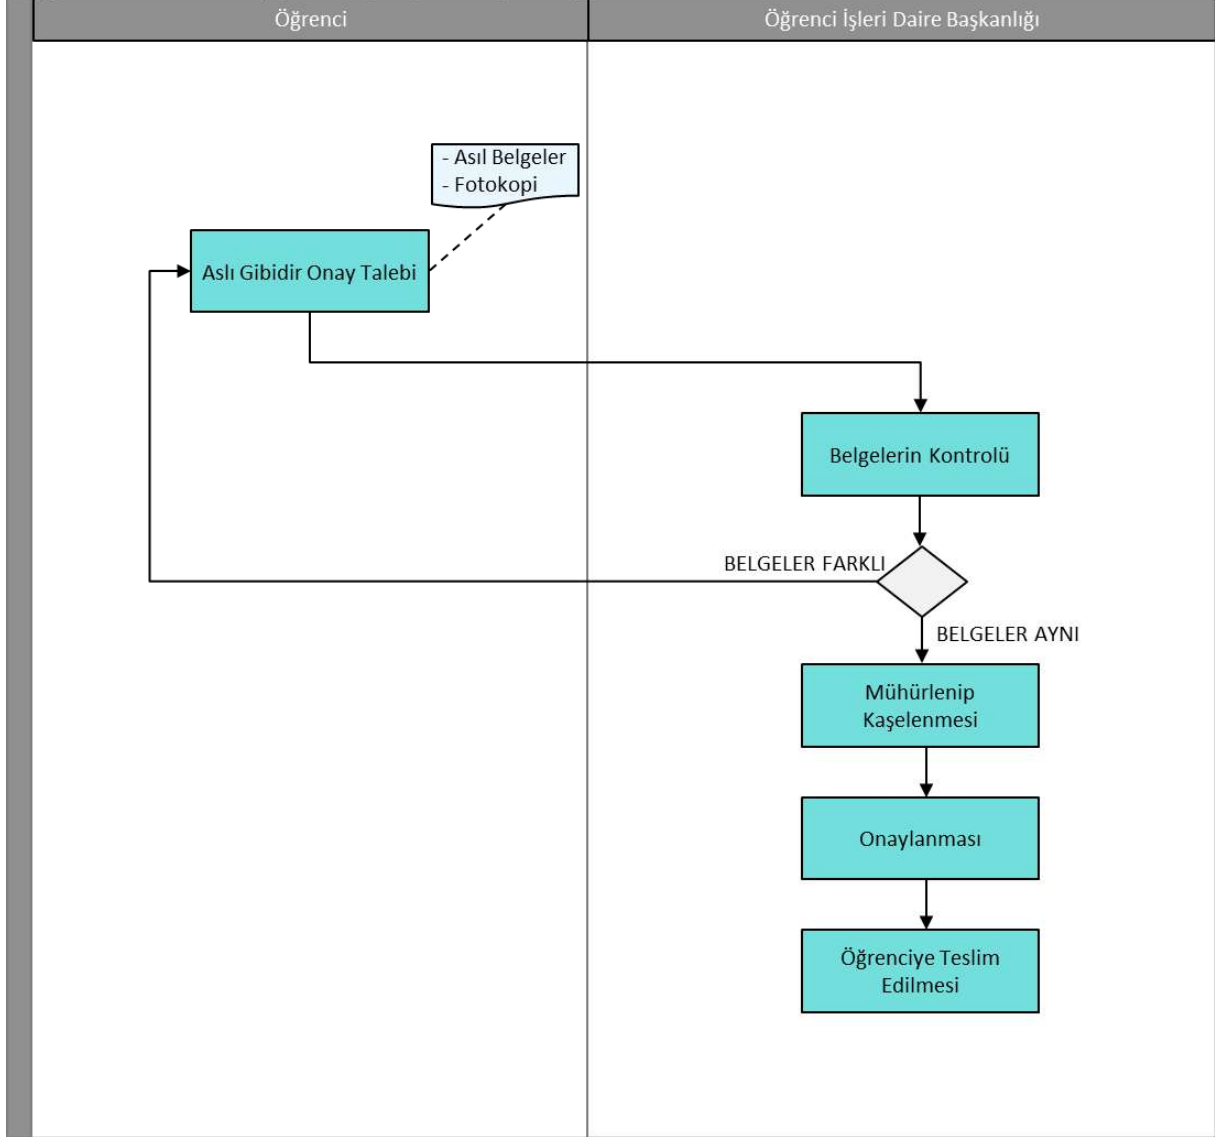 Öğrenci
Öğrenci İşleri Daire Başkanlığı
- Asıl Belgeler
- Fotokopi
Aslı Gibidir Onay Talebi
Belgelerin Kontrolü
BELGELER FARKLI
BELGELER AYNI
Mühürlenip
Kaşelenmesi
Onaylanması
Öğrenciye Teslim
Edilmesi